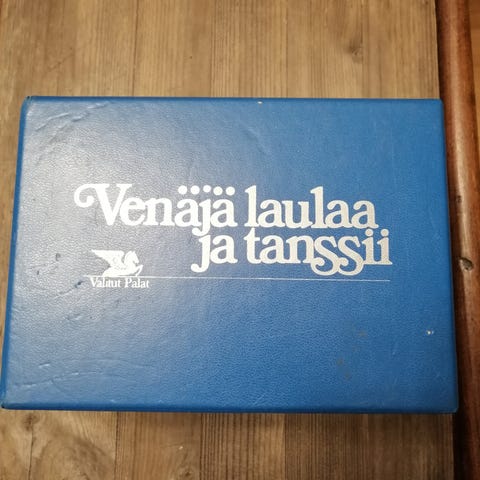 Venäjä laulaa
ja tanssii
Valitut Palat